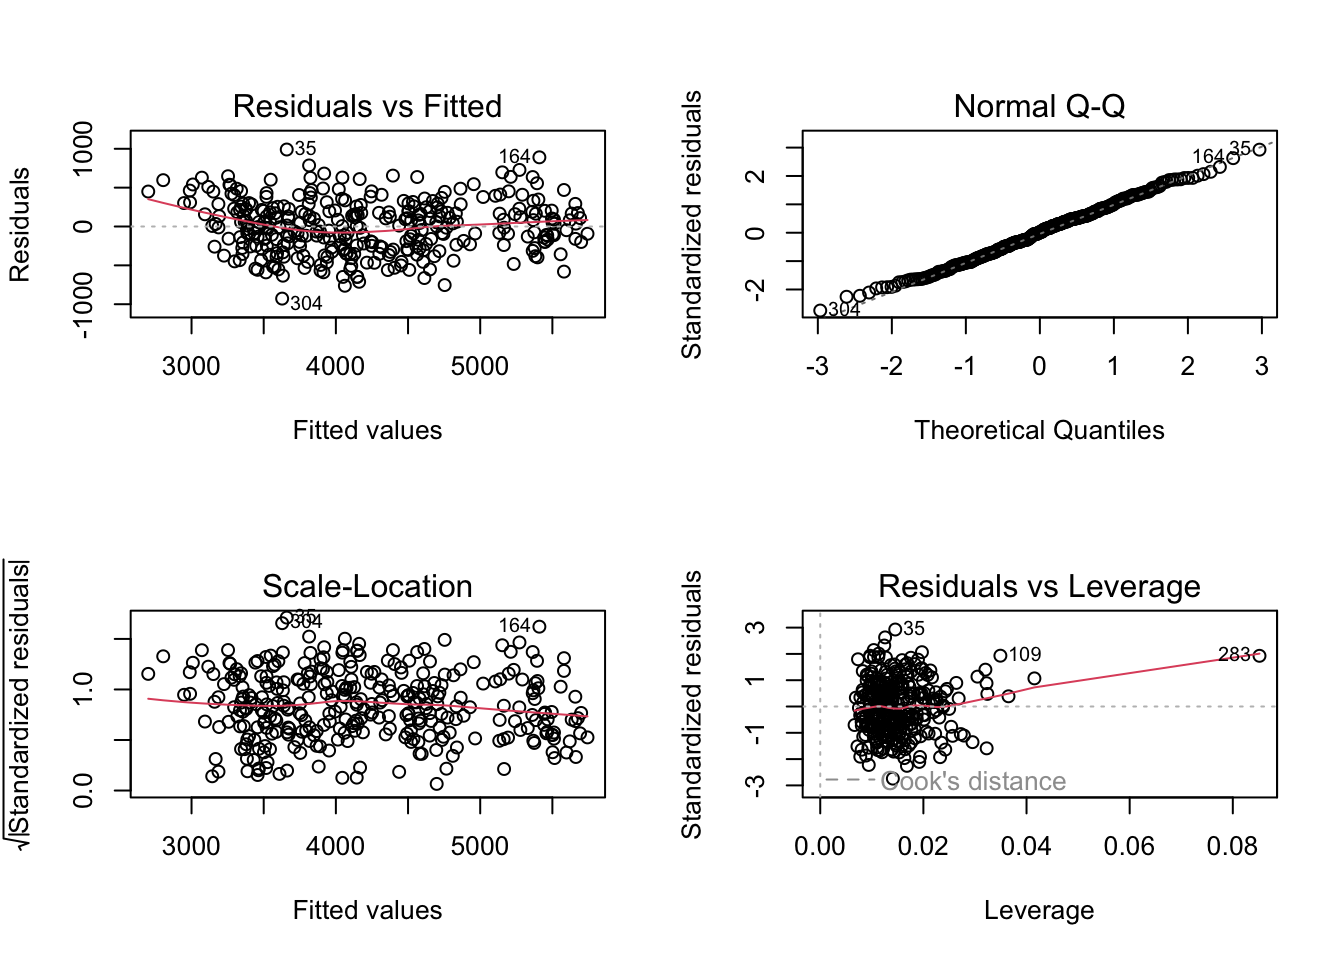 Residuals vs Fitted
Residuals
1000
0
-1000
35
164
304
3000 4000 5000
Fitted values
Normal Q-Q
Standardized residuals
2
0
-2
164
35
304
-3 -2 -1 0 1 2 3
Theoretical Quantiles
Scale-Location
√|Standardized residuals|
1.0
0.0
35
304
164
3000 4000 5000
Fitted values
Residuals vs Leverage
Standardized residuals
3
1
-1
-3
35
109
283
Cook's distance
0.00 0.02 0.04 0.06 0.08
Leverage